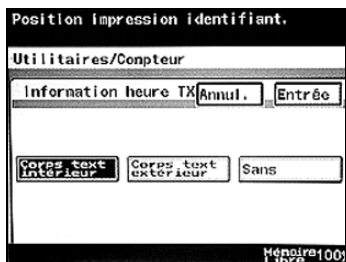 Position impression identifiant.
Utilitaires/Compteur
Information heure TX Annul. Entrée
Corps text Intérieur
Corps text extérieur
Sans
Mémoire Libre 100%